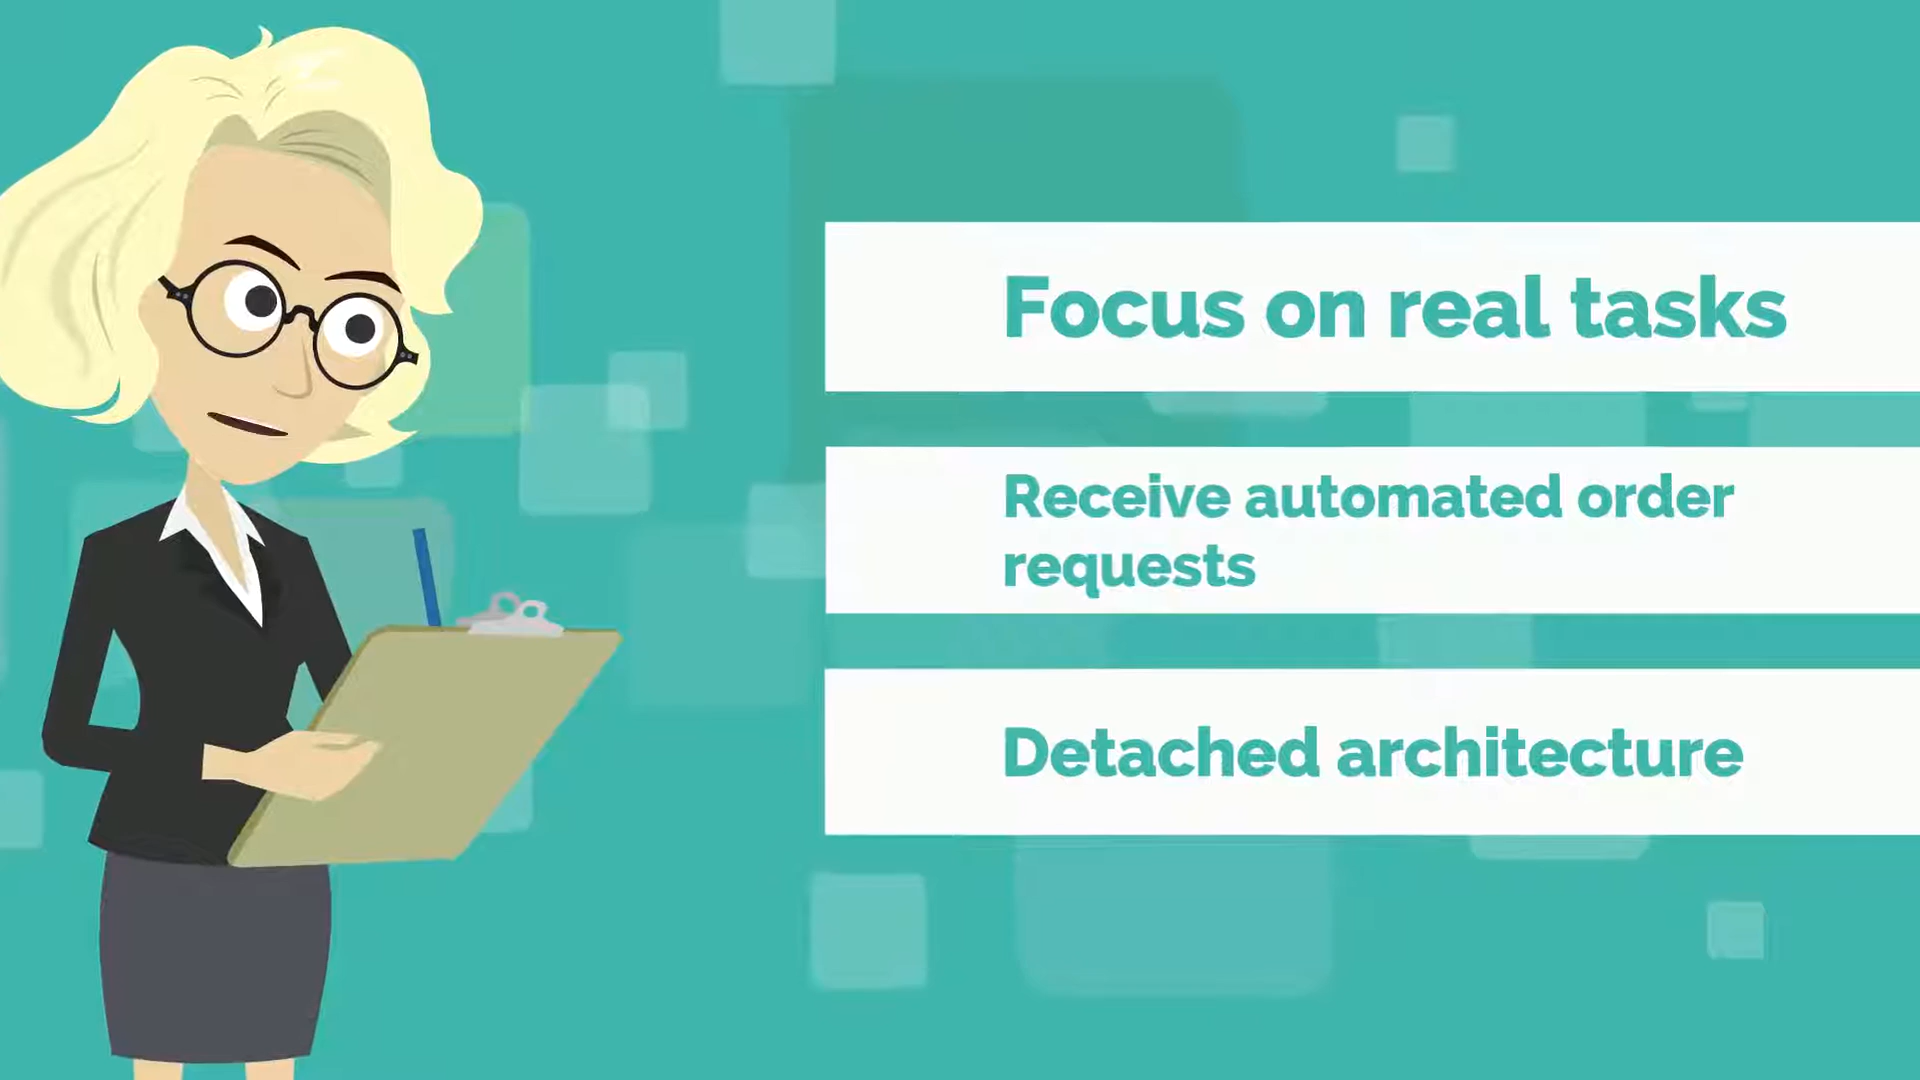 Focus on real tasks
Receive automated order
requests
Detached architecture